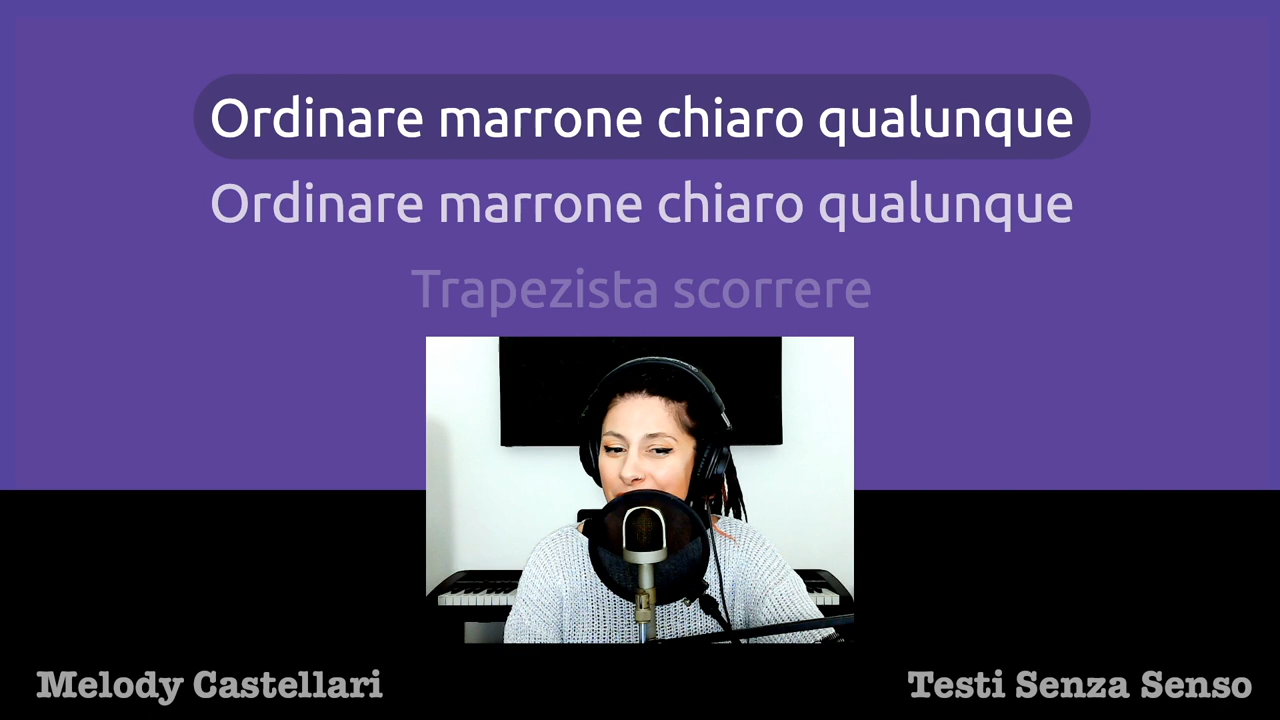 Ordinare marrone chiaro qualunque
Ordinare marrone chiaro qualunque
Trapezista scorrere
Melody Castellari
Testi Senza Senso